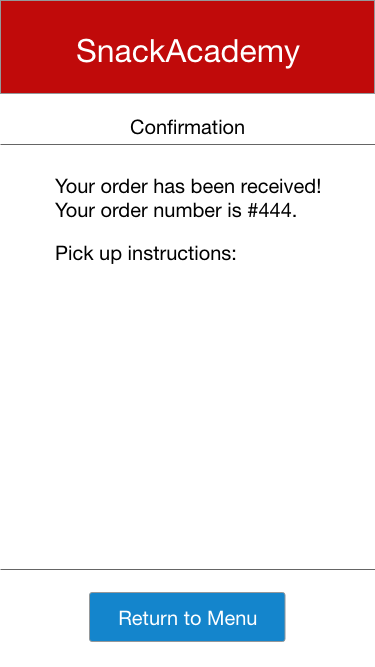 SnackAcademy
Confirmation
Your order has been received!
Your order number is #444.
Pick up instructions:
Return to Menu